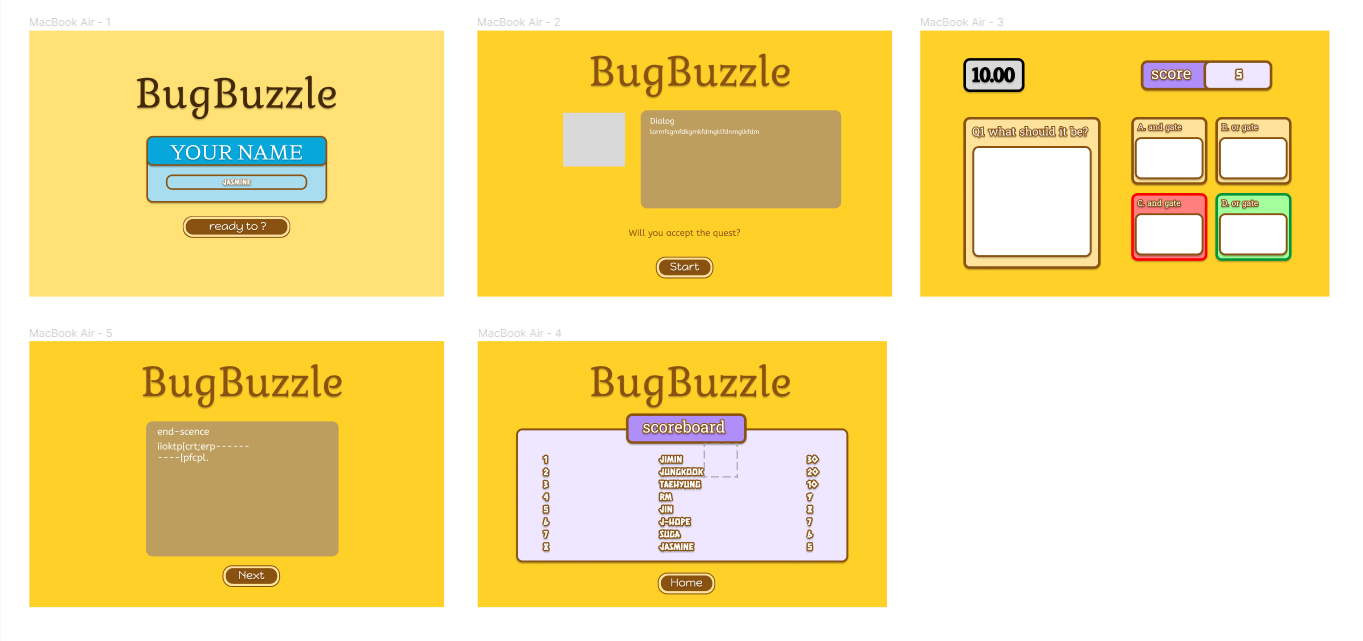 MacBook Air - 1
BugBuzzle
YOUR NAME
JASMINE
ready to ?
MacBook Air - 2
BugBuzzle
Dialog
Will you accept the quest?
Start
MacBook Air - 3
10.00
score 5
Q1 what should it be?
A. and gate
B. or gate
C. and gate
D. or gate
MacBook Air - 5
BugBuzzle
end-scence
iioktp[crt;erp------
----[pfcpl.
Next
MacBook Air - 4
BugBuzzle
scoreboard
1 JIMIN 30
2 JUNGKOOK 20
3 TAEHYUNG 10
4 RM 9
5 JIN 8
6 J-HOPE 7
7 SUGA 6
8 JASMINE 5
Home